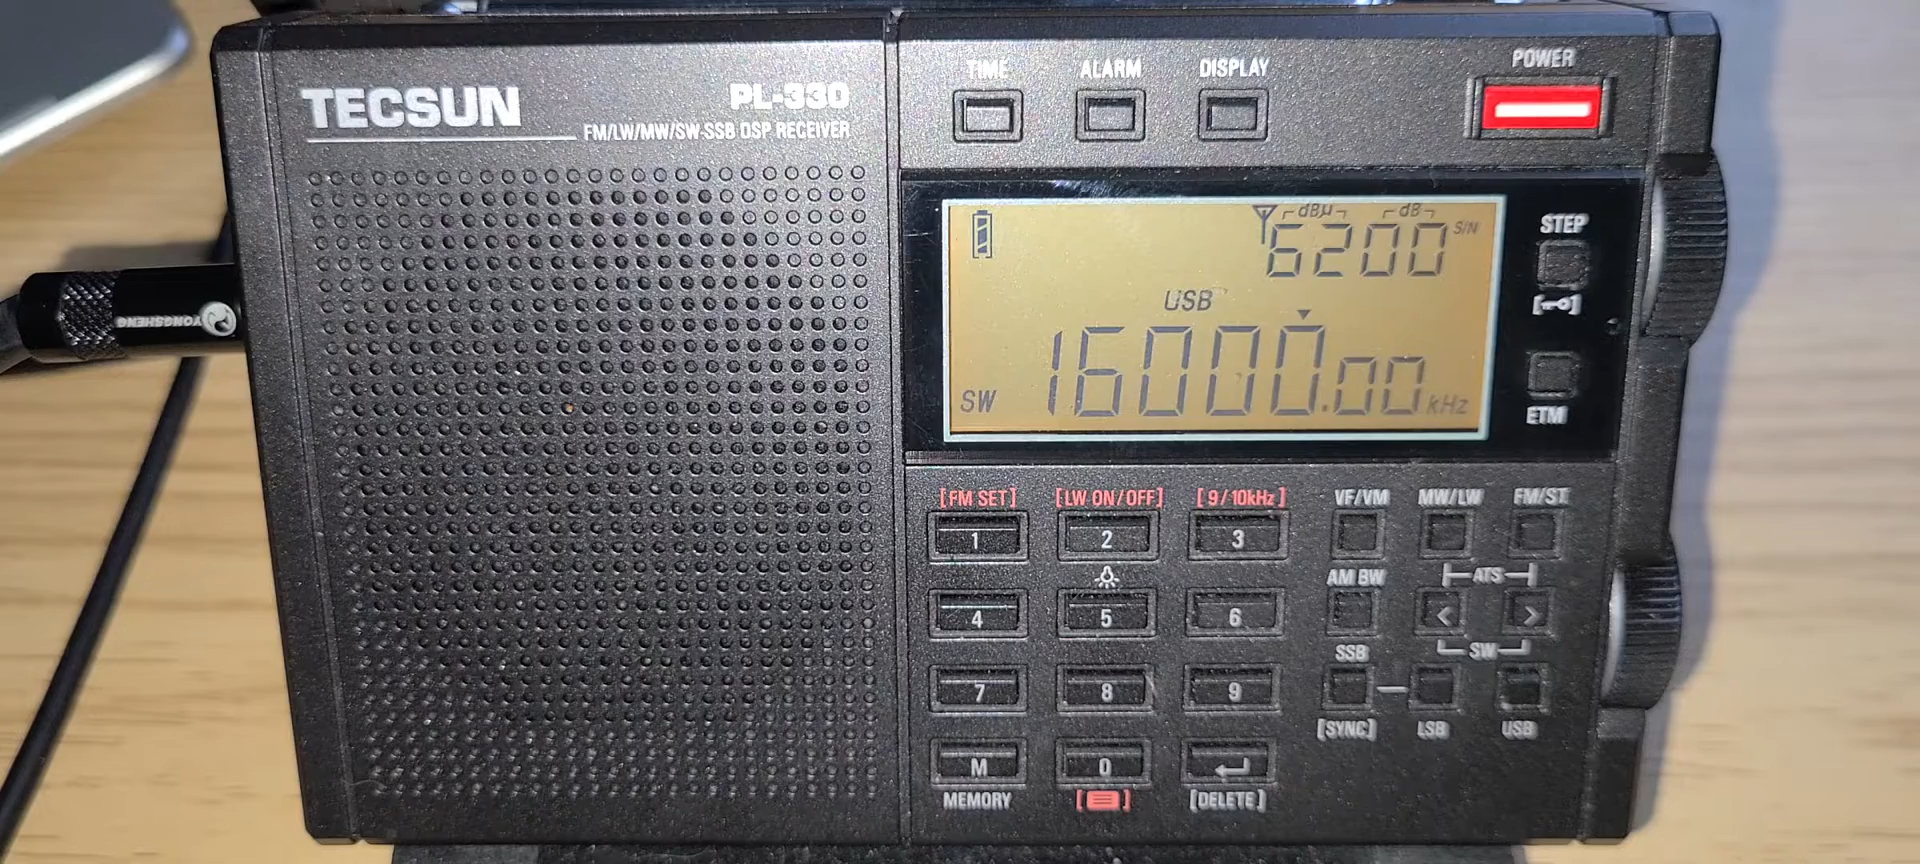 TIME ALARM DISPLAY POWER
TECSUN PL-330
FM/LW/MW/SW-SSB DSP RECEIVER
dBµ dB
6200 S/N
USB
SW 16000.00 kHz
STEP
ETM
YONGSHENG
[FM SET] [LW ON/OFF] [9/10kHz] VF/VM MW/LW FM/ST
1 2 3
AM BW ATS
4 5 6 < >
SSB SW
7 8 9
[SYNC] LSB USB
M 0
MEMORY [DELETE]